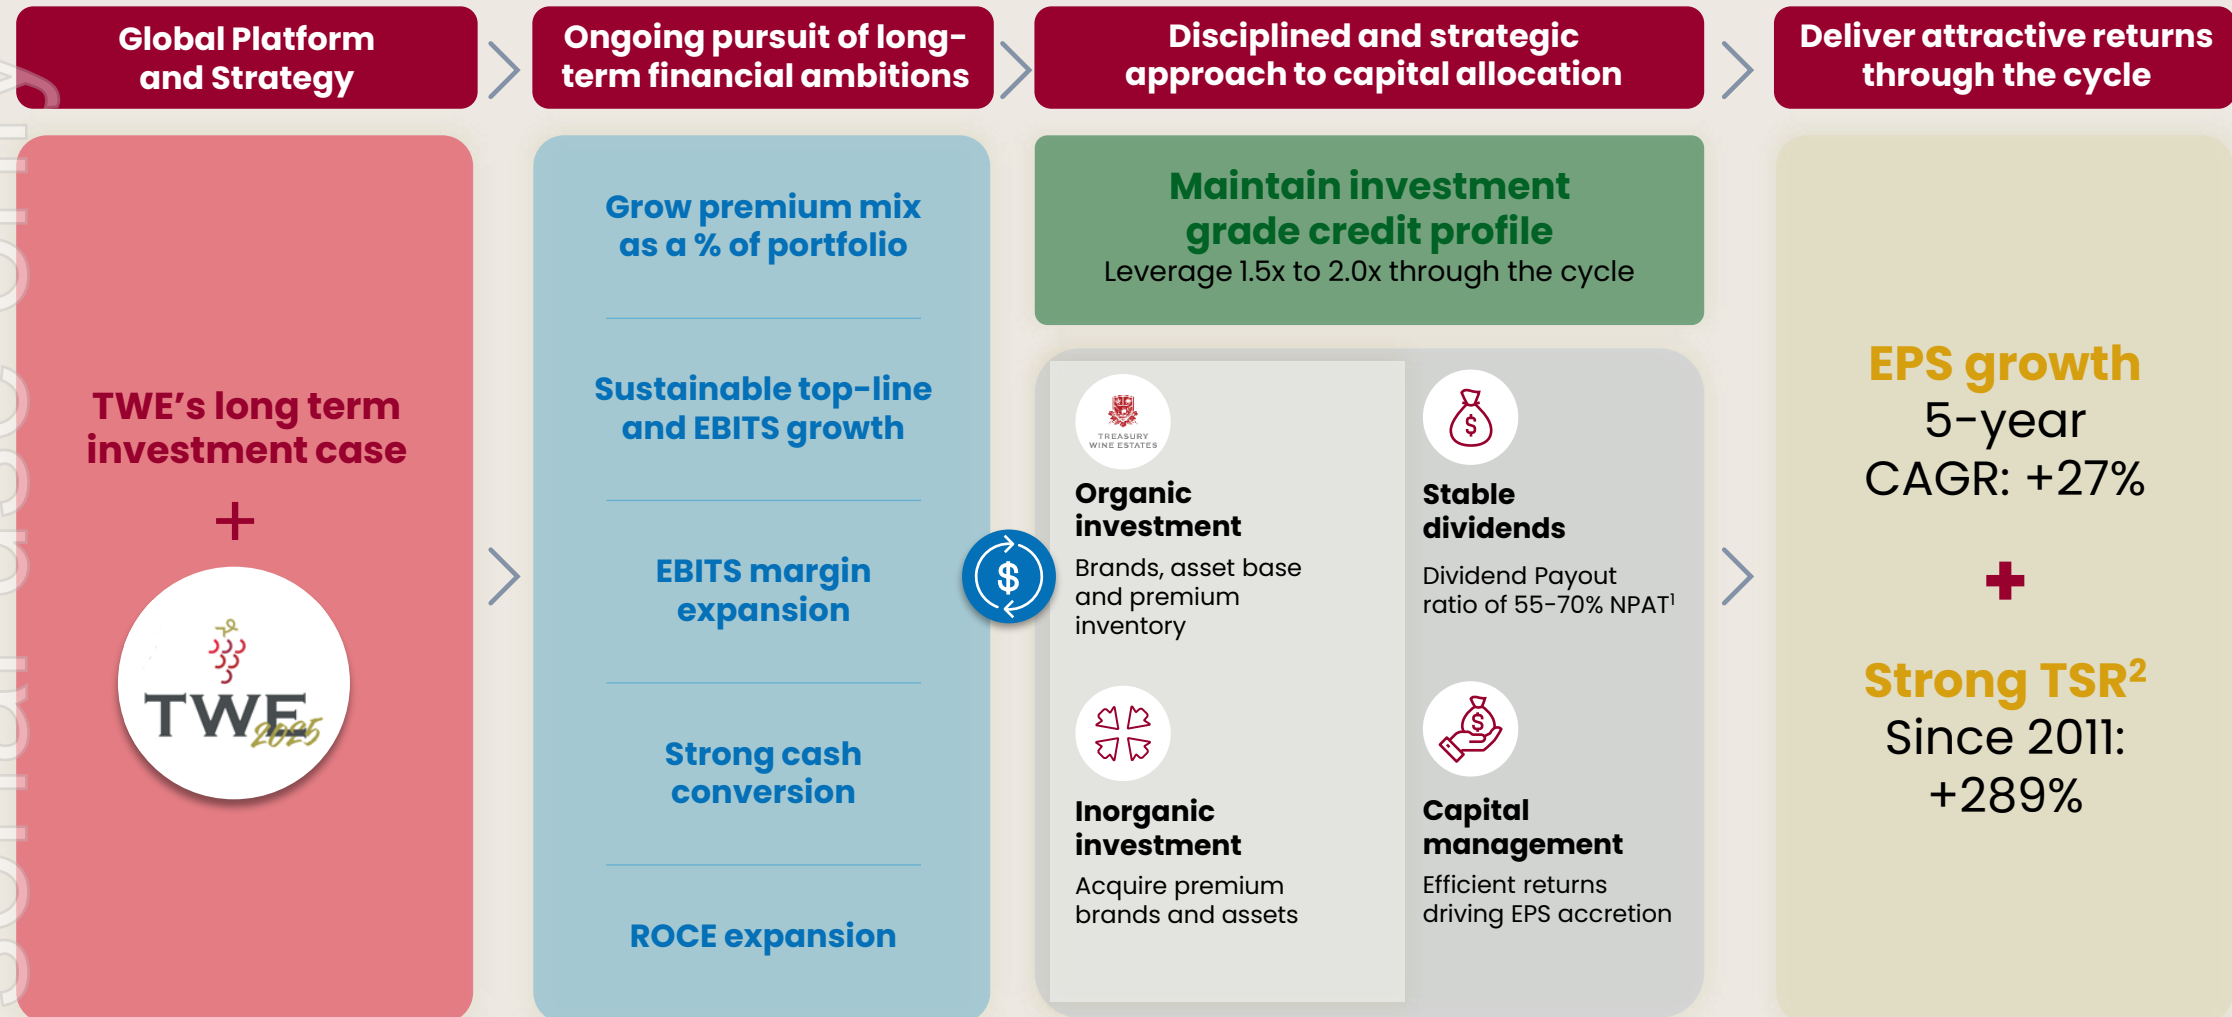 Global Platform
and Strategy
Ongoing pursuit of long-
term financial ambitions
Disciplined and strategic
approach to capital allocation
Deliver attractive returns
through the cycle
TWE's long term
investment case
+
TWE
2025
Grow premium mix
as a % of portfolio
Sustainable top-line
and EBITS growth
EBITS margin
expansion
Strong cash
conversion
ROCE expansion
$
Maintain investment
grade credit profile
Leverage 1.5x to 2.0x through the cycle
TREASURY
WINE ESTATES
Organic
investment
Brands, asset base
and premium
inventory
$
Stable
dividends
Dividend Payout
ratio of 55-70% NPAT¹
Inorganic
investment
Acquire premium
brands and assets
$
Capital
management
Efficient returns
driving EPS accretion
EPS growth
5-year
CAGR: +27%
+
Strong TSR²
Since 2011:
+289%